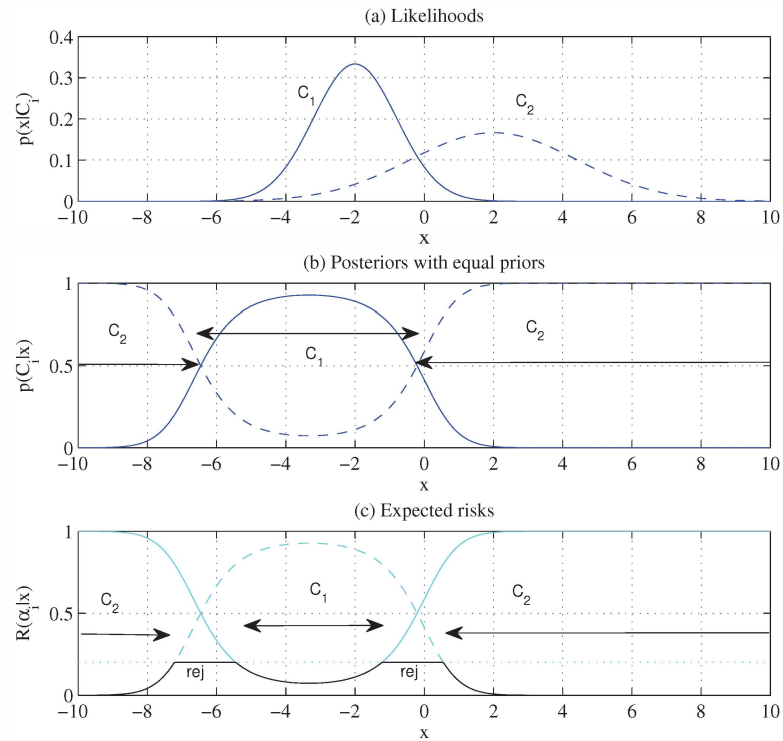 (a) Likelihoods
0.4
0.3
0.2
0.1
0
p(x|C_i)
C_1
C_2
−10 −8 −6 −4 −2 0 2 4 6 8 10
x
(b) Posteriors with equal priors
1
0.5
0
p(C_i|x)
C_2
C_1
C_2
−10 −8 −6 −4 −2 0 2 4 6 8 10
x
(c) Expected risks
1
0.5
0
R(α_i|x)
C_2
C_1
C_2
rej
rej
−10 −8 −6 −4 −2 0 2 4 6 8 10
x